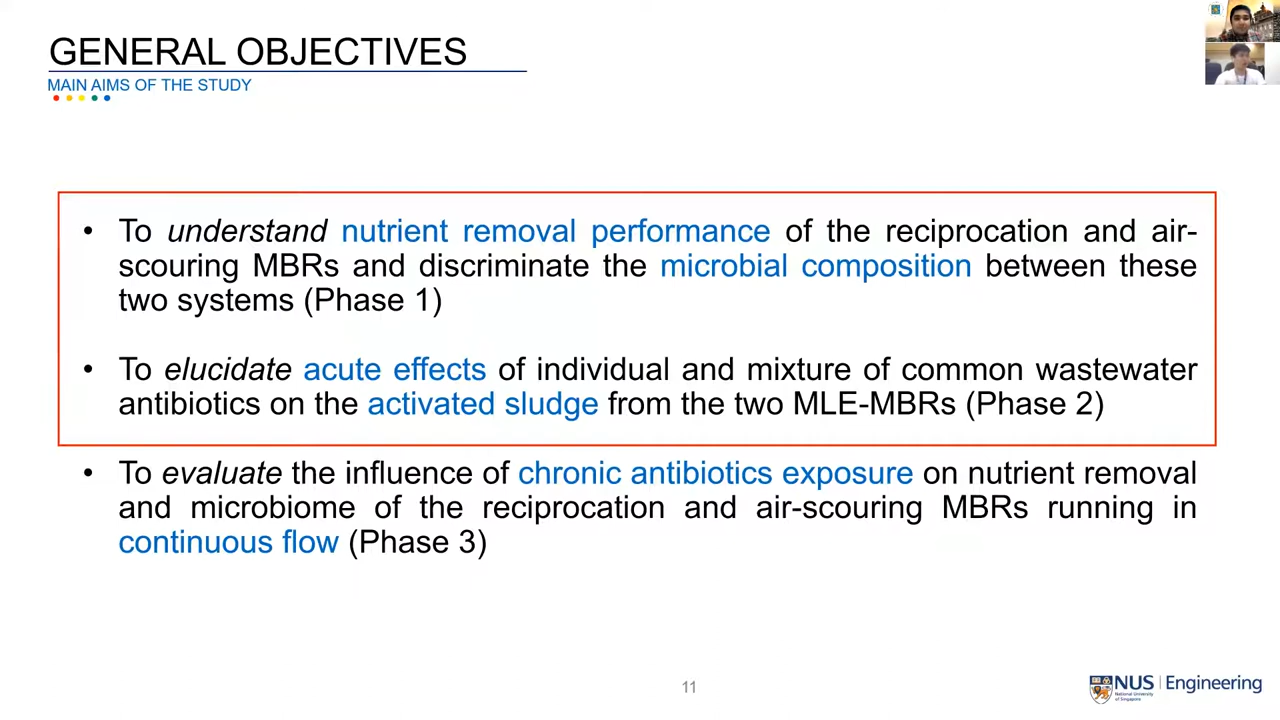 GENERAL OBJECTIVES
MAIN AIMS OF THE STUDY
• To understand nutrient removal performance of the reciprocation and air-
scouring MBRs and discriminate the microbial composition between these
two systems (Phase 1)
• To elucidate acute effects of individual and mixture of common wastewater
antibiotics on the activated sludge from the two MLE-MBRs (Phase 2)
• To evaluate the influence of chronic antibiotics exposure on nutrient removal
and microbiome of the reciprocation and air-scouring MBRs running in
continuous flow (Phase 3)
11
NUS | Engineering
National University
of Singapore